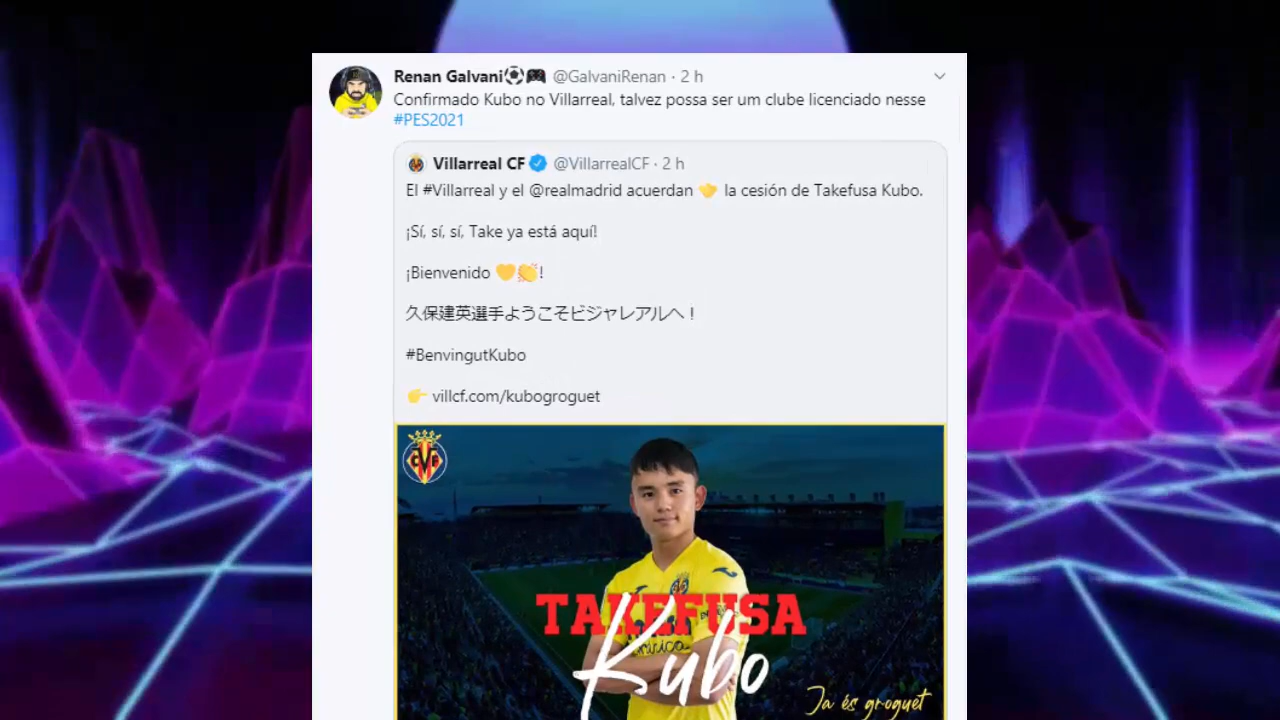 Renan Galvani⚽🎮 @GalvaniRenan · 2 h
Confirmado Kubo no Villarreal, talvez possa ser um clube licenciado nesse
#PES2021
Villarreal CF @VillarrealCF · 2 h
El #Villarreal y el @realmadrid acuerdan 🤝 la cesión de Takefusa Kubo.
¡Sí, sí, sí, Take ya está aquí!
¡Bienvenido 💛👏!
久保建英選手ようこそビジャレアルへ！
#BenvingutKubo
👉 villcf.com/kubogroguet
TAKEFUSA
Kubo
Ja és groguet